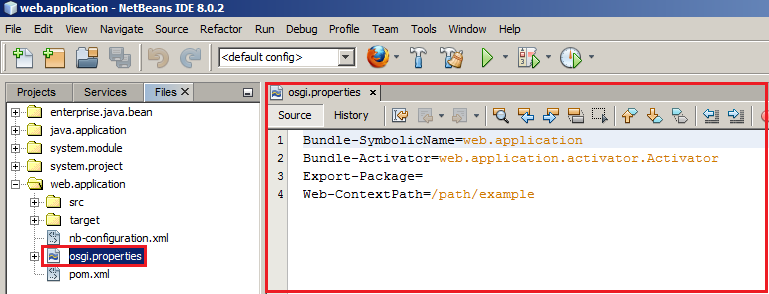 web.application - NetBeans IDE 8.0.2
File Edit View Navigate Source Refactor Run Debug Profile Team Tools Window Help
<default config>
Projects Services Files
enterprise.java.bean
java.application
system.module
system.project
web.application
src
target
nb-configuration.xml
osgi.properties
pom.xml
osgi.properties
Source History
1 Bundle-SymbolicName=web.application
2 Bundle-Activator=web.application.activator.Activator
3 Export-Package=
4 Web-ContextPath=/path/example